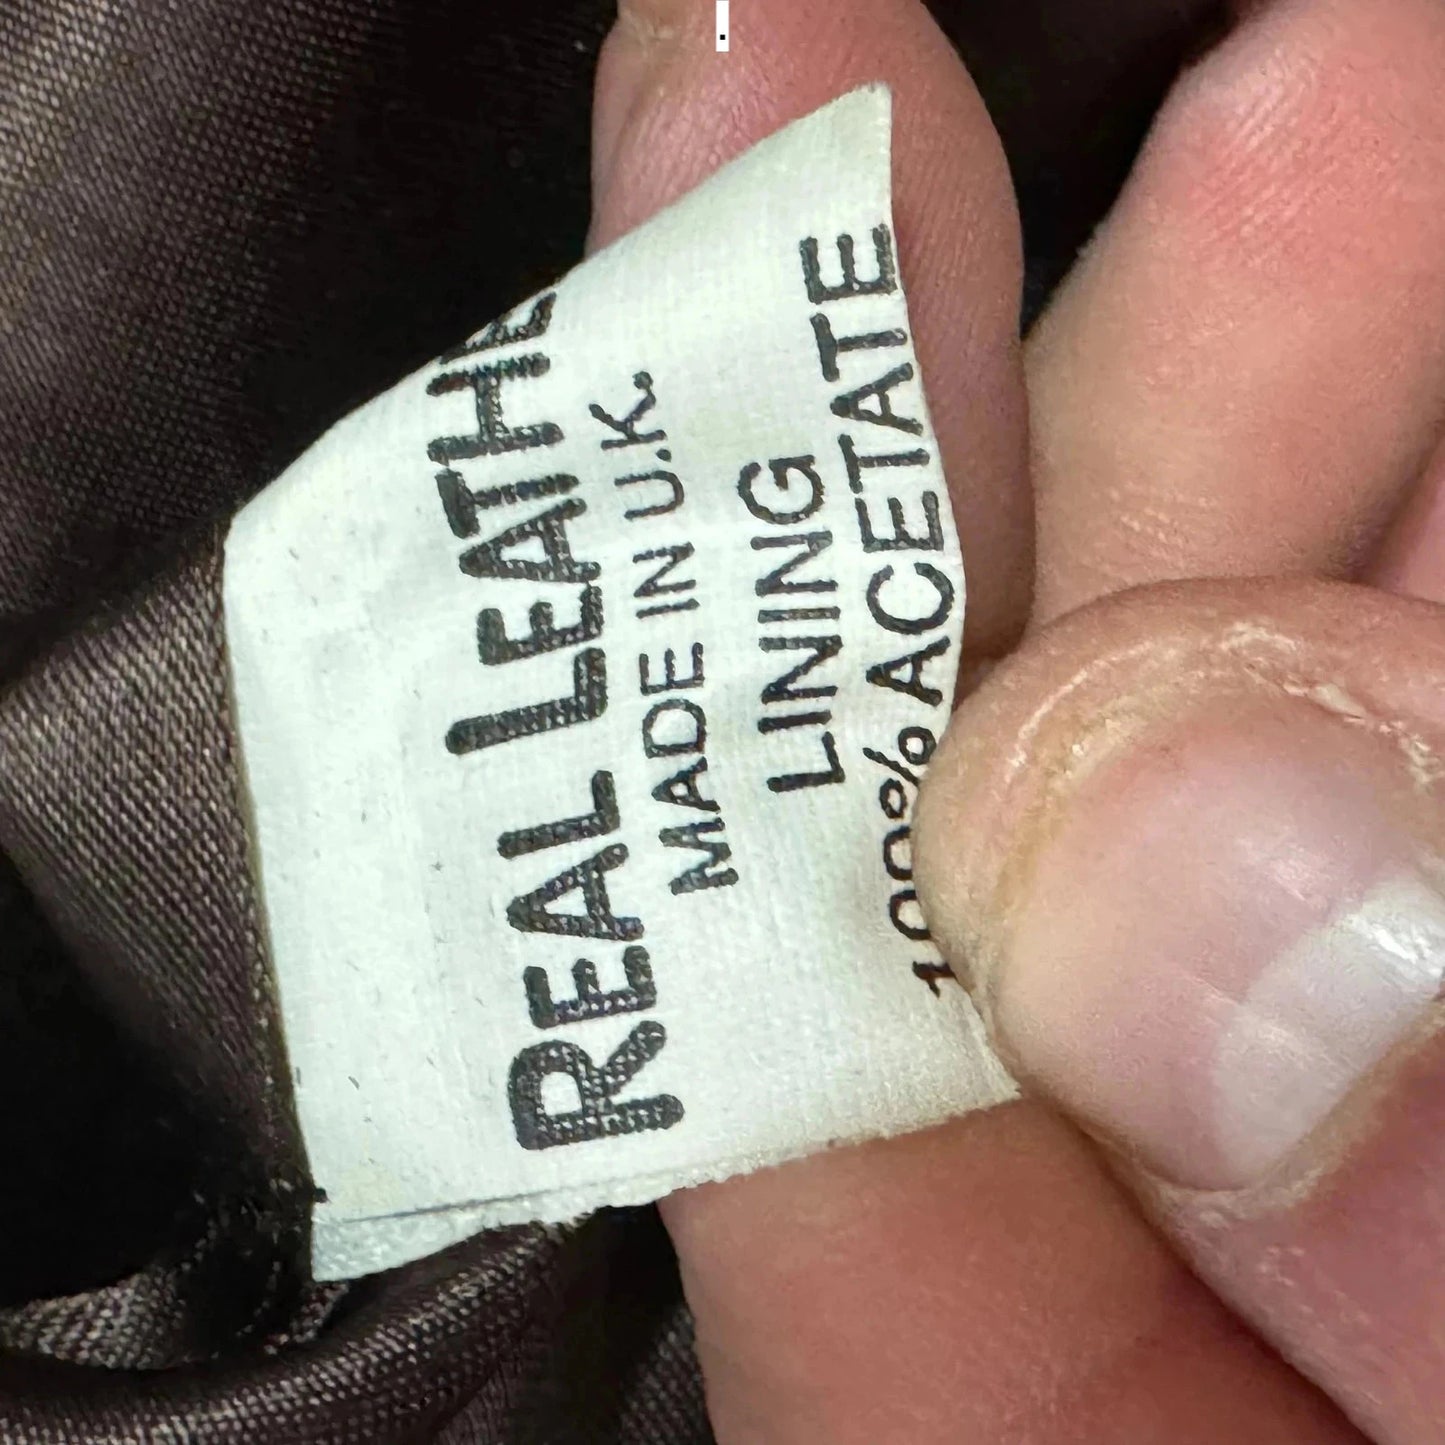 REAL LEATHE
MADE IN U.K.
LINING
100% ACETATE